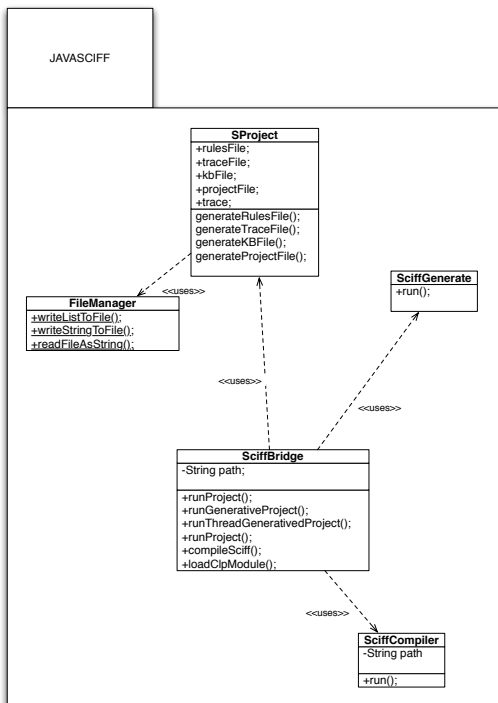 JAVASCIFF
SProject
+rulesFile;
+traceFile;
+kbFile;
+projectFile;
+trace;
generateRulesFile();
generateTraceFile();
generateKBFile();
generateProjectFile();
<<uses>>
FileManager
+writeListToFile();
+writeStringToFile();
+readFileAsString();
SciffGenerate
+run();
<<uses>>
<<uses>>
SciffBridge
-String path;
+runProject();
+runGenerativeProject();
+runThreadGenerativedProject();
+runProject();
+compileSciff();
+loadClpModule();
<<uses>>
SciffCompiler
-String path
+run();